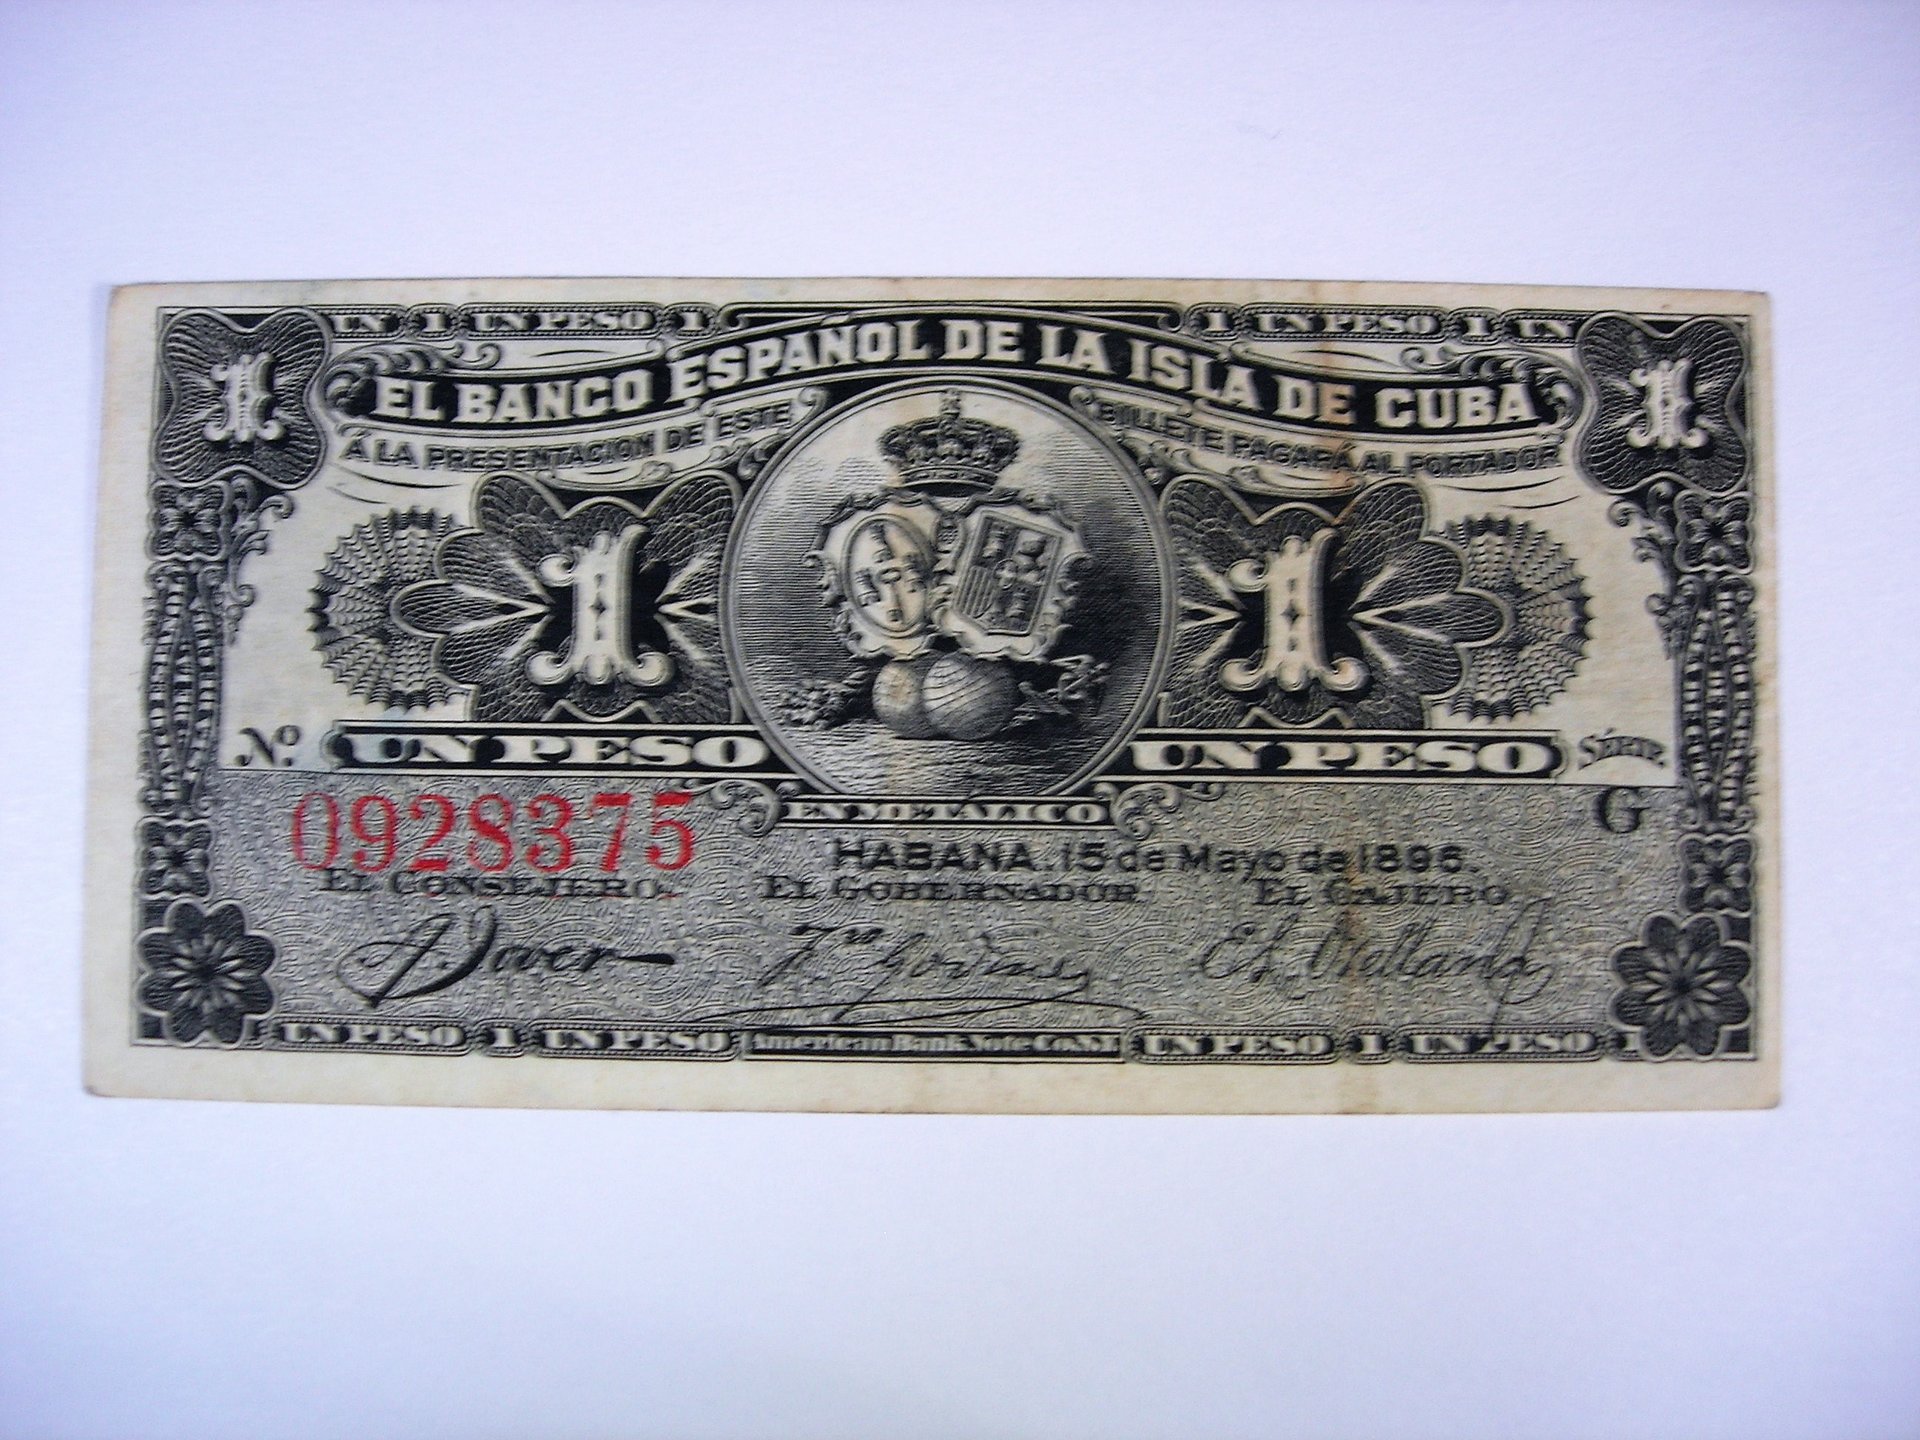 UN 1 UN PESO 1 1 UN PESO 1 UN
1 1
EL BANCO ESPAÑOL DE LA ISLA DE CUBA
Á LA PRESENTACION DE ESTE BILLETE PAGARÁ AL PORTADOR
1 1
Nº UN PESO UN PESO SÉRIE
0928375 EN METÁLICO G
HABANA. 15 de Mayo de 1896.
EL CONSEJERO. EL GOBERNADOR EL CAJERO
UN PESO 1 UN PESO American Bank Note Co. N.Y. UN PESO 1 UN PESO 1